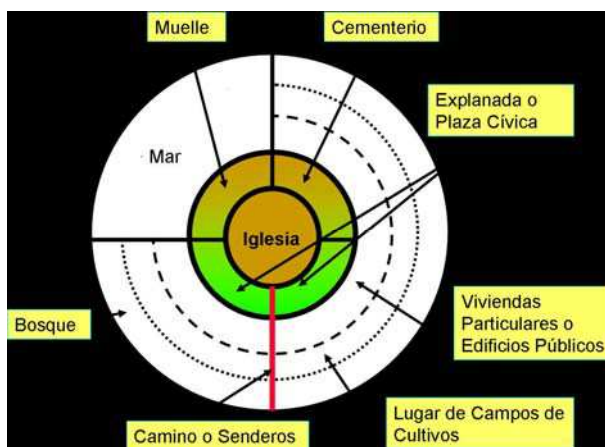 Muelle
Cementerio
Explanada o
Plaza Cívica
Mar
Iglesia
Bosque
Viviendas
Particulares o
Edificios Públicos
Camino o Senderos
Lugar de Campos de
Cultivos